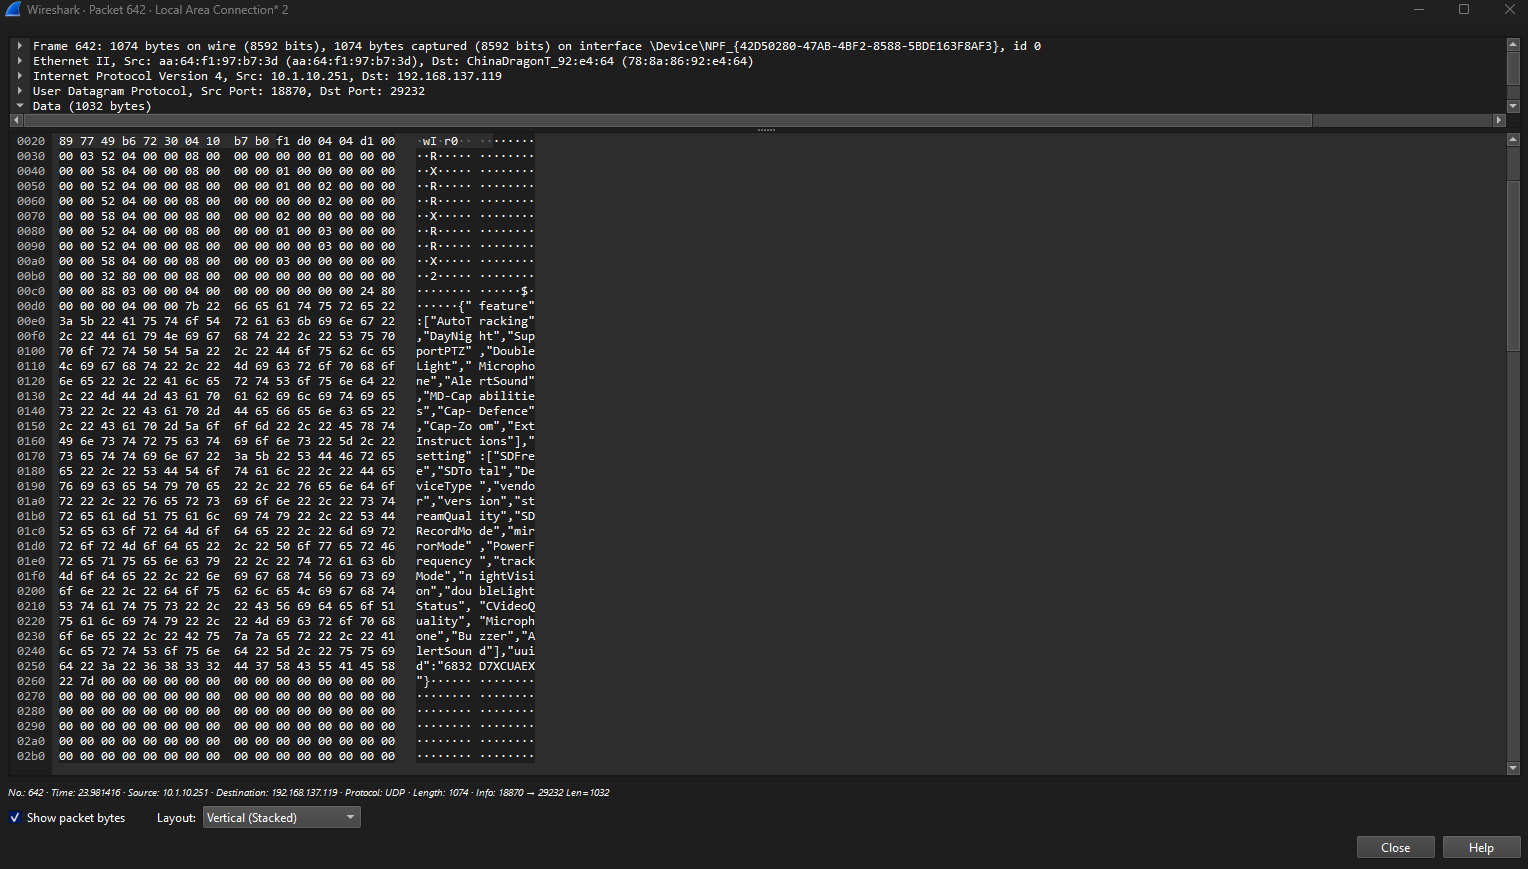 Wireshark · Packet 642 · Local Area Connection* 2
Frame 642: 1074 bytes on wire (8592 bits), 1074 bytes captured (8592 bits) on interface \Device\NPF_{42D50280-47AB-4BF2-8588-5BDE163F8AF3}, id 0
Ethernet II, Src: aa:64:f1:97:b7:3d (aa:64:f1:97:b7:3d), Dst: ChinaDragonT_92:e4:64 (78:8a:86:92:e4:64)
Internet Protocol Version 4, Src: 10.1.10.251, Dst: 192.168.137.119
User Datagram Protocol, Src Port: 18870, Dst Port: 29232
Data (1032 bytes)
0020 89 77 49 b6 72 30 04 10 b7 b0 f1 d0 04 04 d1 00 ·wI·r0·· ········
0030 00 03 52 04 00 00 08 00 00 00 00 00 01 00 00 00 ··R····· ········
0040 00 00 58 04 00 00 08 00 00 00 01 00 00 00 00 00 ··X····· ········
0050 00 00 52 04 00 00 08 00 00 00 01 00 02 00 00 00 ··R····· ········
0060 00 00 52 04 00 00 08 00 00 00 00 00 02 00 00 00 ··R····· ········
0070 00 00 58 04 00 00 08 00 00 00 02 00 00 00 00 00 ··X····· ········
0080 00 00 52 04 00 00 08 00 00 00 01 00 03 00 00 00 ··R····· ········
0090 00 00 52 04 00 00 08 00 00 00 00 00 03 00 00 00 ··R····· ········
00a0 00 00 58 04 00 00 08 00 00 00 03 00 00 00 00 00 ··X····· ········
00b0 00 00 32 80 00 00 08 00 00 00 00 00 00 00 00 00 ··2····· ········
00c0 00 00 88 03 00 00 04 00 00 00 00 00 00 00 24 80 ········ ······$·
00d0 00 00 00 04 00 00 7b 22 66 65 61 74 75 72 65 22 ······{" feature"
00e0 3a 5b 22 41 75 74 6f 54 72 61 63 6b 69 6e 67 22 :["AutoT racking"
00f0 2c 22 44 61 79 4e 69 67 68 74 22 2c 22 53 75 70 ,"DayNig ht","Sup
0100 70 6f 72 74 50 54 5a 22 2c 22 44 6f 75 62 6c 65 portPTZ" ,"Double
0110 4c 69 67 68 74 22 2c 22 4d 69 63 72 6f 70 68 6f Light"," Micropho
0120 6e 65 22 2c 22 41 6c 65 72 74 53 6f 75 6e 64 22 ne","Ale rtSound"
0130 2c 22 4d 44 2d 43 61 70 61 62 69 6c 69 74 69 65 ,"MD-Cap abilitie
0140 73 22 2c 22 43 61 70 2d 44 65 66 65 6e 63 65 22 s","Cap- Defence"
0150 2c 22 43 61 70 2d 5a 6f 6f 6d 22 2c 22 45 78 74 ,"Cap-Zo om","Ext
0160 49 6e 73 74 72 75 63 74 69 6f 6e 73 22 5d 2c 22 Instruct ions"],"
0170 73 65 74 74 69 6e 67 22 3a 5b 22 53 44 46 72 65 setting" :["SDFre
0180 65 22 2c 22 53 44 54 6f 74 61 6c 22 2c 22 44 65 e","SDTo tal","De
0190 76 69 63 65 54 79 70 65 22 2c 22 76 65 6e 64 6f viceType ","vendo
01a0 72 22 2c 22 76 65 72 73 69 6f 6e 22 2c 22 73 74 r","vers ion","st
01b0 72 65 61 6d 51 75 61 6c 69 74 79 22 2c 22 53 44 reamQual ity","SD
01c0 52 65 63 6f 72 64 4d 6f 64 65 22 2c 22 6d 69 72 RecordMo de","mir
01d0 72 6f 72 4d 6f 64 65 22 2c 22 50 6f 77 65 72 46 rorMode" ,"PowerF
01e0 72 65 71 75 65 6e 63 79 22 2c 22 74 72 61 63 6b requency ","track
01f0 4d 6f 64 65 22 2c 22 6e 69 67 68 74 56 69 73 69 Mode","n ightVisi
0200 6f 6e 22 2c 22 64 6f 75 62 6c 65 4c 69 67 68 74 on","dou bleLight
0210 53 74 61 74 75 73 22 2c 22 43 56 69 64 65 6f 51 Status", "CVideoQ
0220 75 61 6c 69 74 79 22 2c 22 4d 69 63 72 6f 70 68 uality", "Microph
0230 6f 6e 65 22 2c 22 42 75 7a 7a 65 72 22 2c 22 41 one","Bu zzer","A
0240 6c 65 72 74 53 6f 75 6e 64 22 5d 2c 22 75 75 69 lertSoun d"],"uui
0250 64 22 3a 22 36 38 33 32 44 37 58 43 55 41 45 58 d":"6832 D7XCUAEX
0260 22 7d 00 00 00 00 00 00 00 00 00 00 00 00 00 00 "}······ ········
0270 00 00 00 00 00 00 00 00 00 00 00 00 00 00 00 00 ········ ········
0280 00 00 00 00 00 00 00 00 00 00 00 00 00 00 00 00 ········ ········
0290 00 00 00 00 00 00 00 00 00 00 00 00 00 00 00 00 ········ ········
02a0 00 00 00 00 00 00 00 00 00 00 00 00 00 00 00 00 ········ ········
02b0 00 00 00 00 00 00 00 00 00 00 00 00 00 00 00 00 ········ ········
No.: 642 · Time: 23.981416 · Source: 10.1.10.251 · Destination: 192.168.137.119 · Protocol: UDP · Length: 1074 · Info: 18870 → 29232 Len=1032
Show packet bytes Layout: Vertical (Stacked)
Close Help